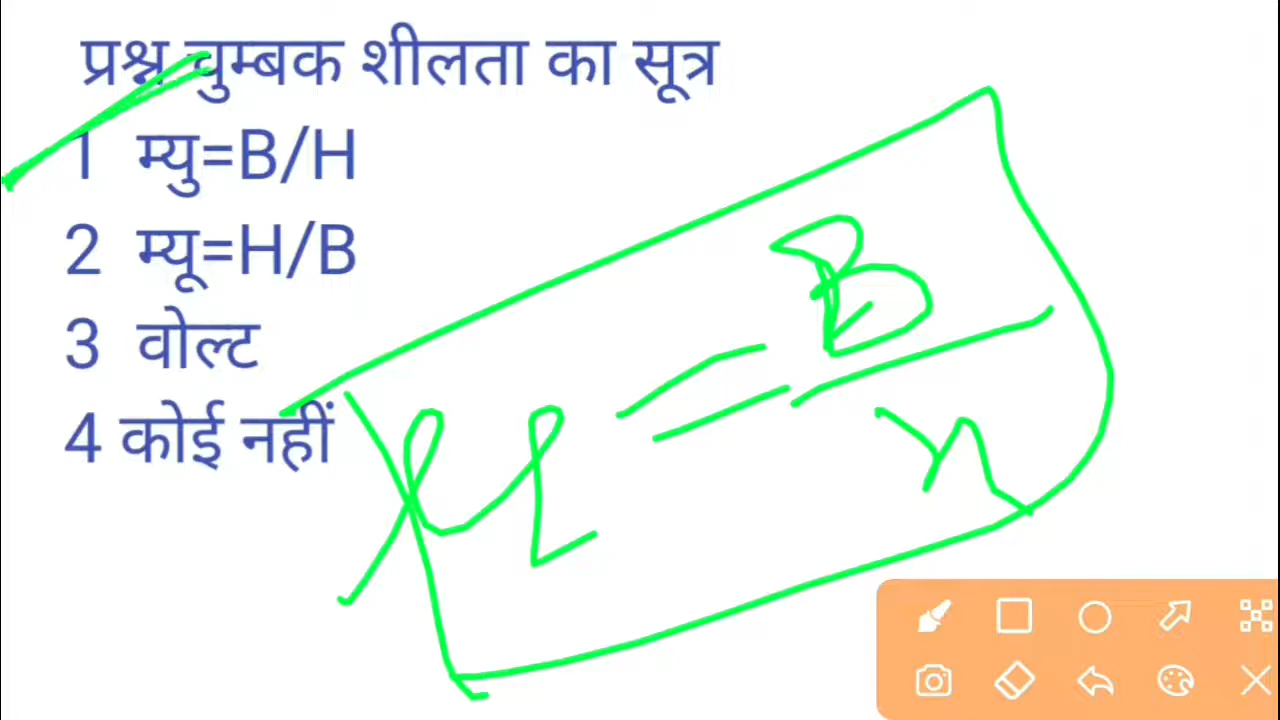 प्रश्न चुम्बक शीलता का सूत्र
1 म्यु=B/H
2 म्यू=H/B
3 वोल्ट
4 कोई नहीं
μ = B